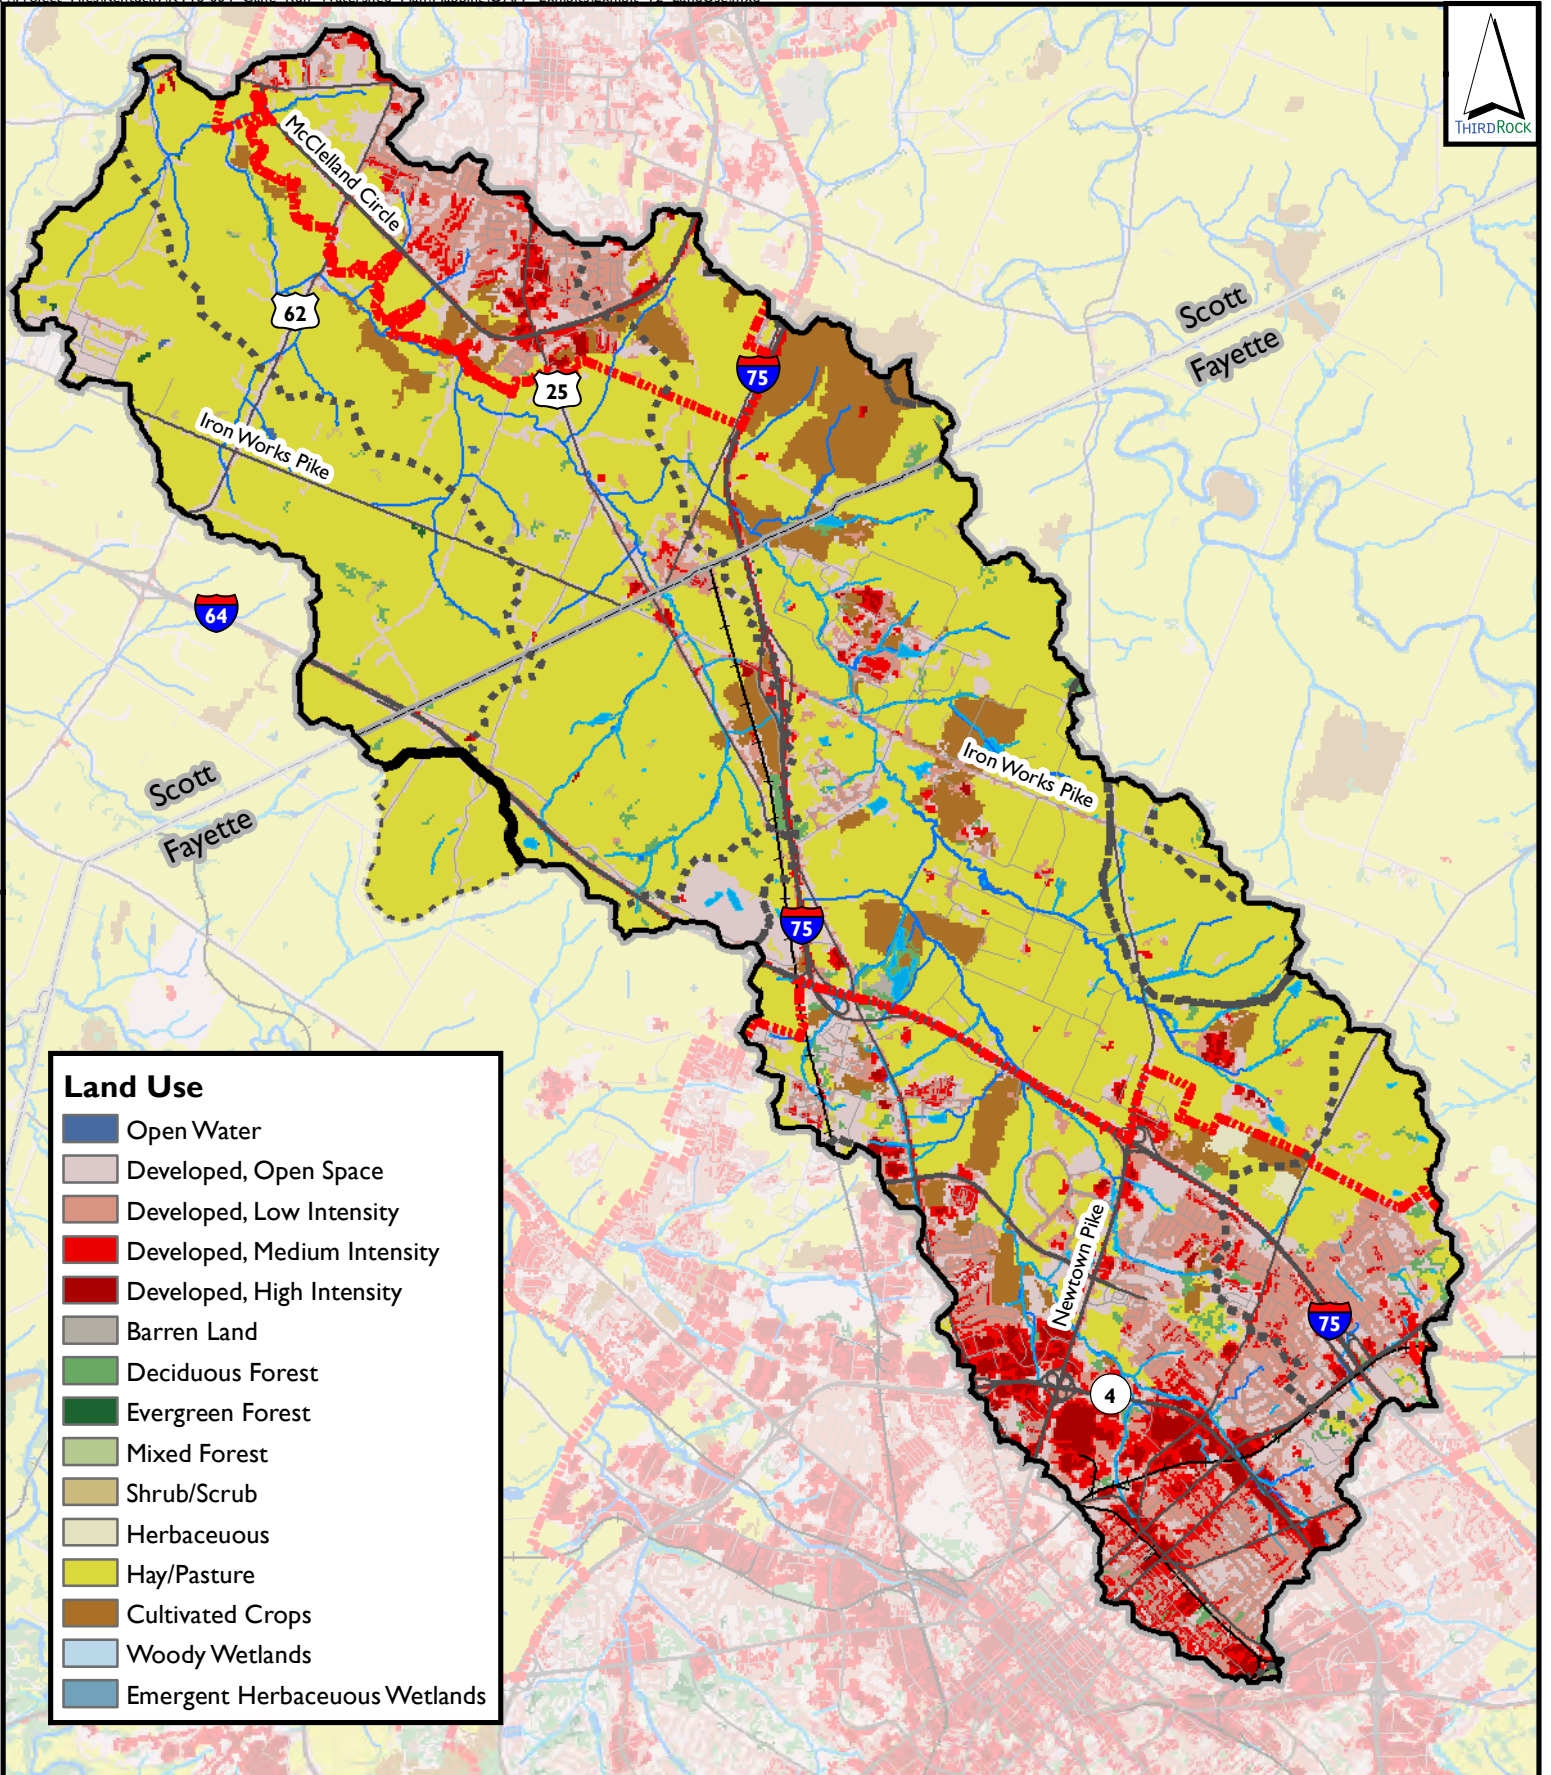 THIRDROCK
McClelland Circle
Scott
Fayette
62
75
25
Iron Works Pike
64
Iron Works Pike
Scott
Fayette
75
Newtown Pike
75
4
Land Use
Open Water
Developed, Open Space
Developed, Low Intensity
Developed, Medium Intensity
Developed, High Intensity
Barren Land
Deciduous Forest
Evergreen Forest
Mixed Forest
Shrub/Scrub
Herbaceuous
Hay/Pasture
Cultivated Crops
Woody Wetlands
Emergent Herbaceuous Wetlands